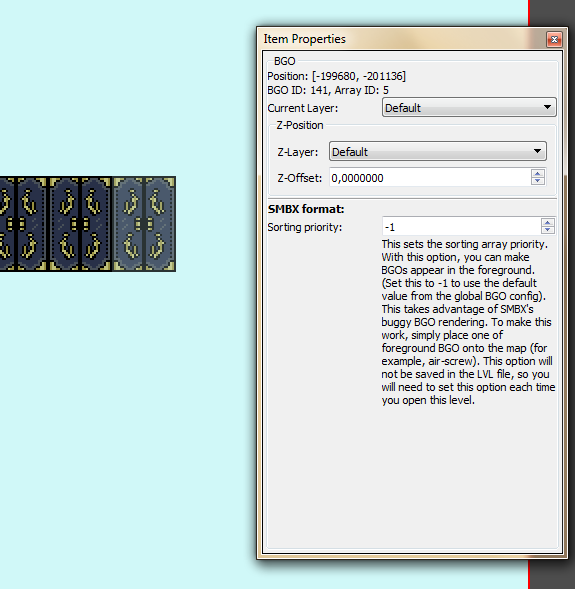 Item Properties
BGO
Position: [-199680, -201136]
BGO ID: 141, Array ID: 5
Current Layer: Default
Z-Position
Z-Layer: Default
Z-Offset: 0,0000000
SMBX format:
Sorting priority: -1
This sets the sorting array priority.
With this option, you can make
BGOs appear in the foreground.
(Set this to -1 to use the default
value from the global BGO config).
This takes advantage of SMBX's
buggy BGO rendering. To make this
work, simply place one of
foreground BGO onto the map (for
example, air-screw). This option will
not be saved in the LVL file, so you
will need to set this option each time
you open this level.